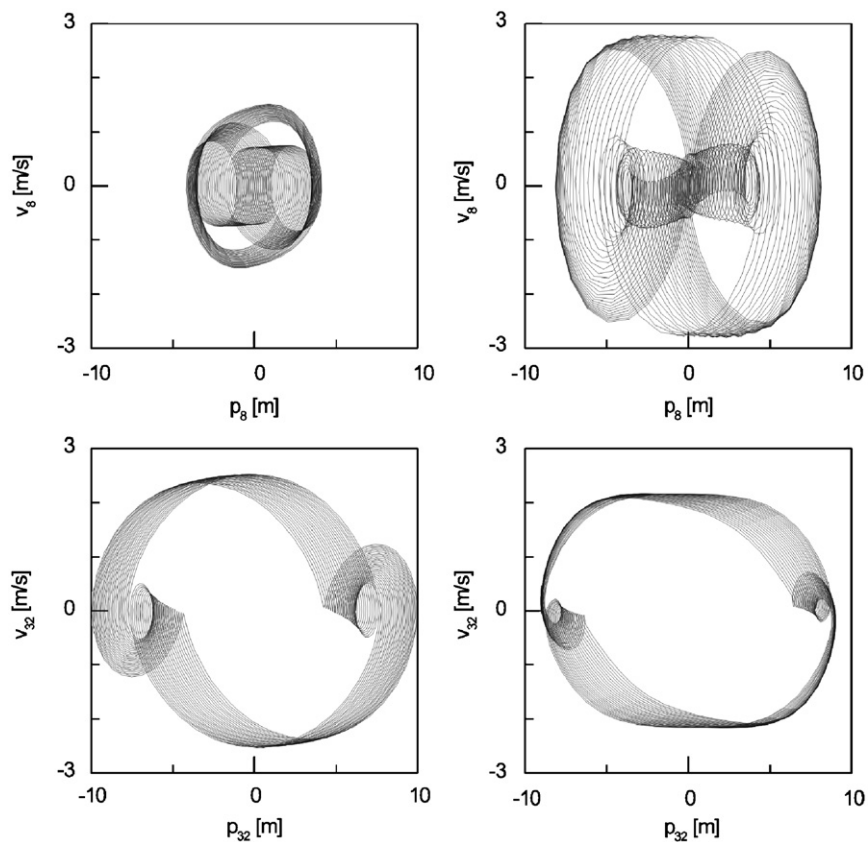 3 3
v₈ [m/s] 0 v₈ [m/s] 0
-3 -3
-10 0 10 -10 0 10
p₈ [m] p₈ [m]
3 3
v₃₂ [m/s] 0 v₃₂ [m/s] 0
-3 -3
-10 0 10 -10 0 10
p₃₂ [m] p₃₂ [m]